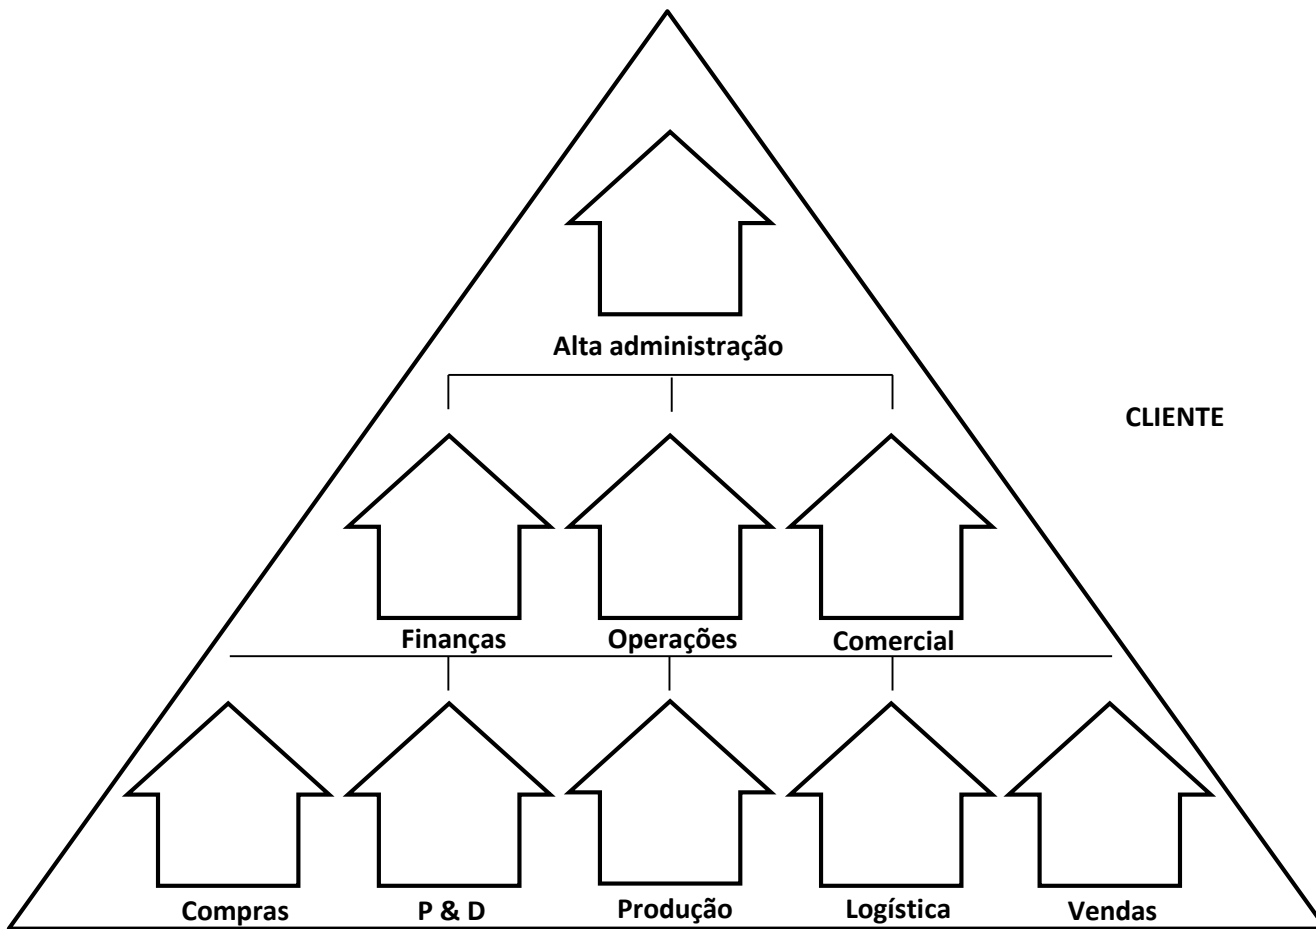 Alta administração
CLIENTE
Finanças
Operações
Comercial
Compras
P & D
Produção
Logística
Vendas